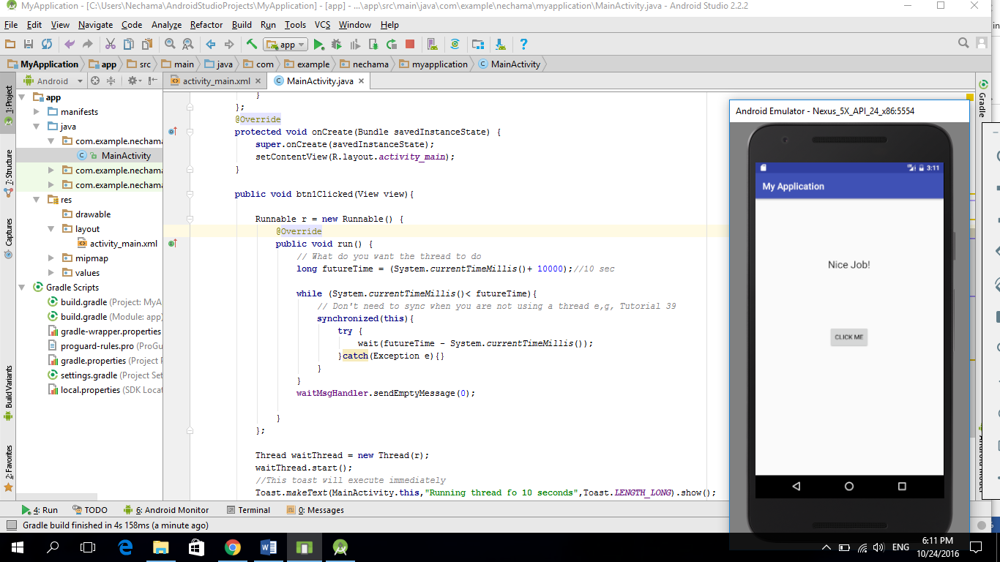 MyApplication - [C:\Users\Nechama\AndroidStudioProjects\MyApplication] - [app] - ...\app\src\main\java\com\example\nechama\myapplication\MainActivity.java - Android Studio 2.2.2
File Edit View Navigate Code Analyze Refactor Build Run Tools VCS Window Help
app
MyApplication app src main java com example nechama myapplication MainActivity
Android
activity_main.xml
MainActivity.java
1: Project
7: Structure
Captures
Build Variants
2: Favorites
app
manifests
java
com.example.nechama
MainActivity
com.example.nechama
com.example.nechama
res
drawable
layout
activity_main.xml
mipmap
values
Gradle Scripts
build.gradle (Project: MyA
build.gradle (Module: app)
gradle-wrapper.properties
proguard-rules.pro (ProGu
gradle.properties (Project P
settings.gradle (Project Set
local.properties (SDK Locat
}
};
@Override
protected void onCreate(Bundle savedInstanceState) {
super.onCreate(savedInstanceState);
setContentView(R.layout.activity_main);
}
public void btn1Clicked(View view){
Runnable r = new Runnable() {
@Override
public void run() {
// What do you want the thread to do
long futureTime = (System.currentTimeMillis()+ 10000);//10 sec
while (System.currentTimeMillis()< futureTime){
// Don't need to sync when you are not using a thread e,g, Tutorial 39
synchronized(this){
try {
wait(futureTime - System.currentTimeMillis());
}catch(Exception e){}
}
}
waitMsgHandler.sendEmptyMessage(0);
}
};
Thread waitThread = new Thread(r);
waitThread.start();
//This toast will execute immediately
Toast.makeText(MainActivity.this,"Running thread fo 10 seconds",Toast.LENGTH_LONG).show();
Gradle
Android Emulator - Nexus_5X_API_24_x86:5554
3:11
My Application
Nice Job!
CLICK ME
4: Run TODO 6: Android Monitor Terminal 0: Messages
Gradle build finished in 4s 158ms (a minute ago)
ENG
6:11 PM
10/24/2016